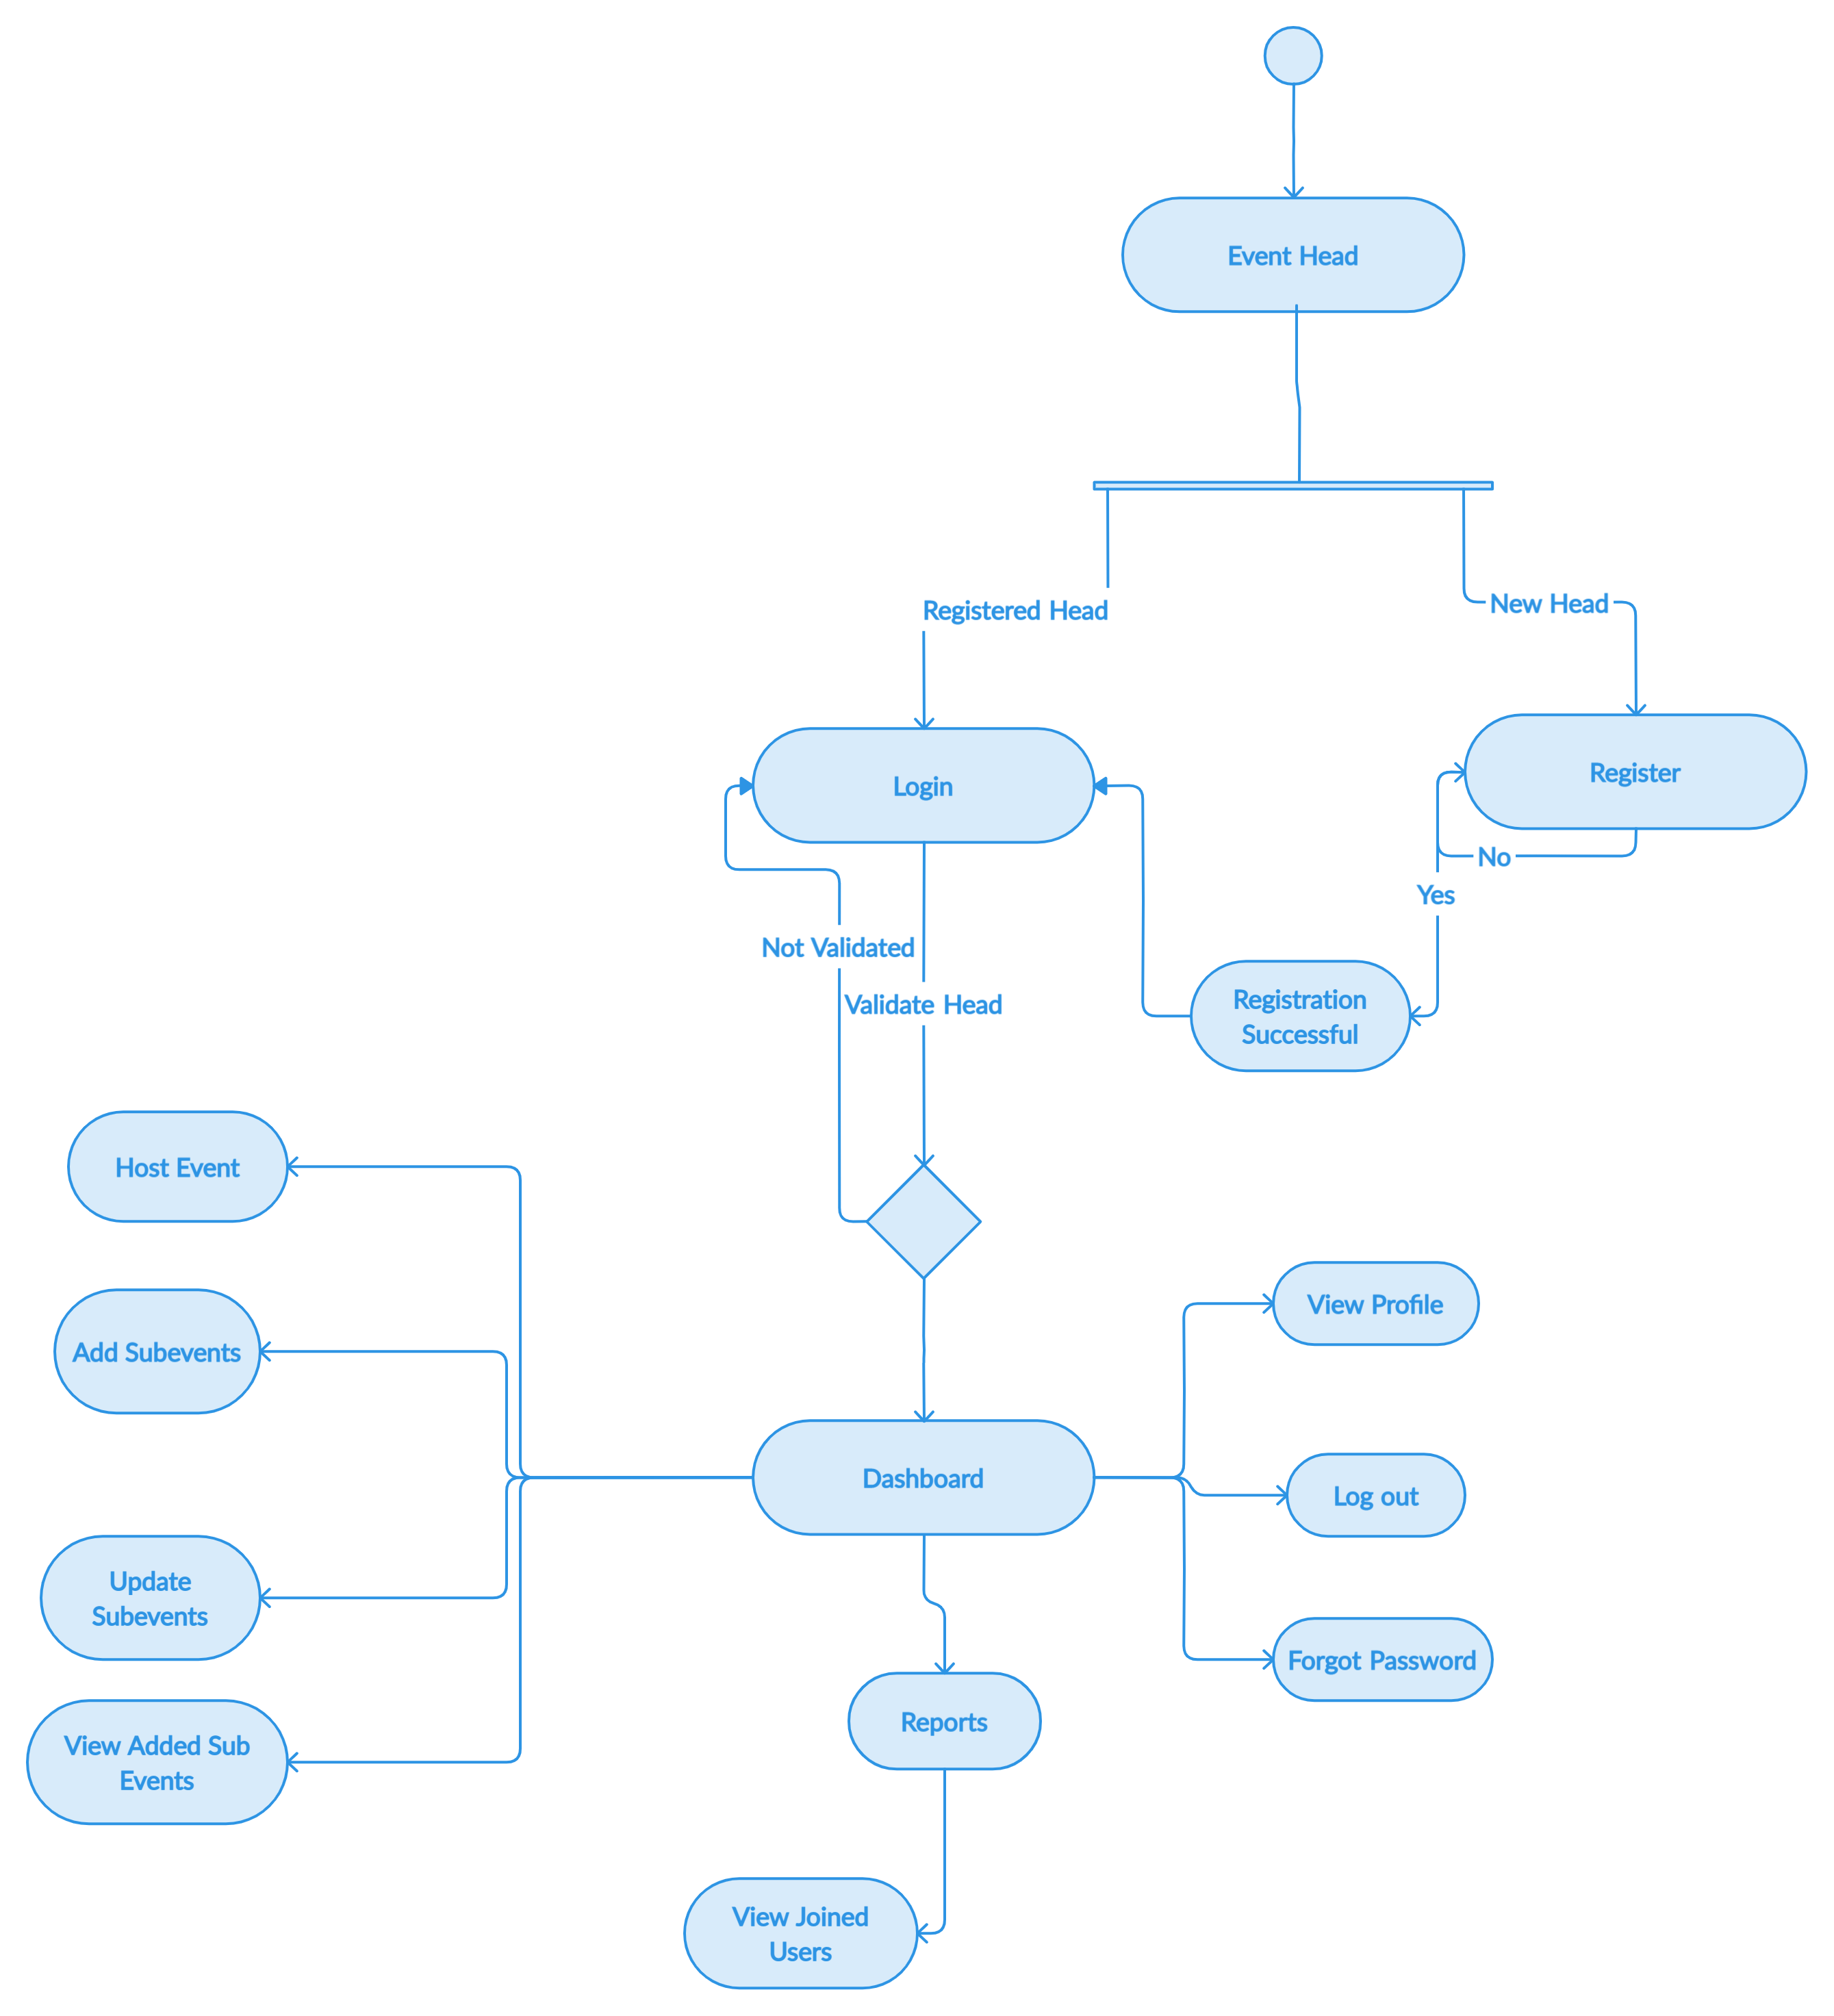 Event Head
Registered Head
New Head
Login
Register
No
Yes
Not Validated
Validate Head
Registration
Successful
Host Event
Add Subevents
View Profile
Dashboard
Log out
Update
Subevents
Forgot Password
Reports
View Added Sub
Events
View Joined
Users